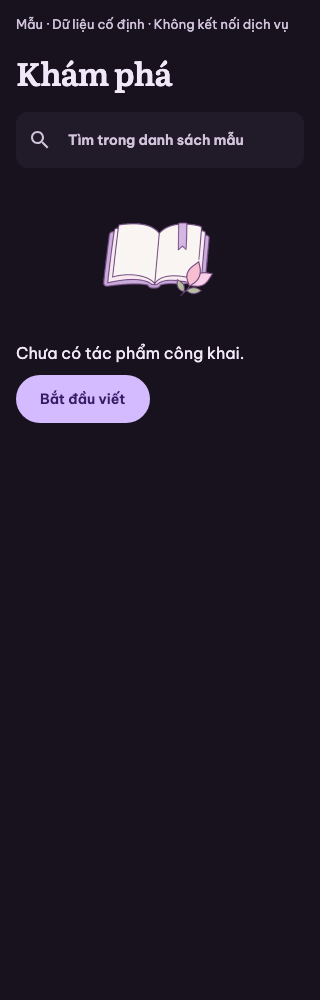 Mẫu · Dữ liệu cố định · Không kết nối dịch vụ
Khám phá
Tìm trong danh sách mẫu
Chưa có tác phẩm công khai.
Bắt đầu viết